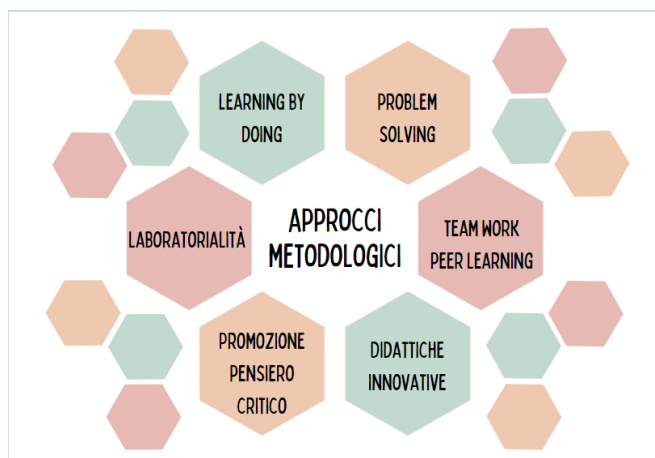 LEARNING BY
DOING
PROBLEM
SOLVING
LABORATORIALITÀ
APPROCCI
METODOLOGICI
TEAM WORK
PEER LEARNING
PROMOZIONE
PENSIERO
CRITICO
DIDATTICHE
INNOVATIVE